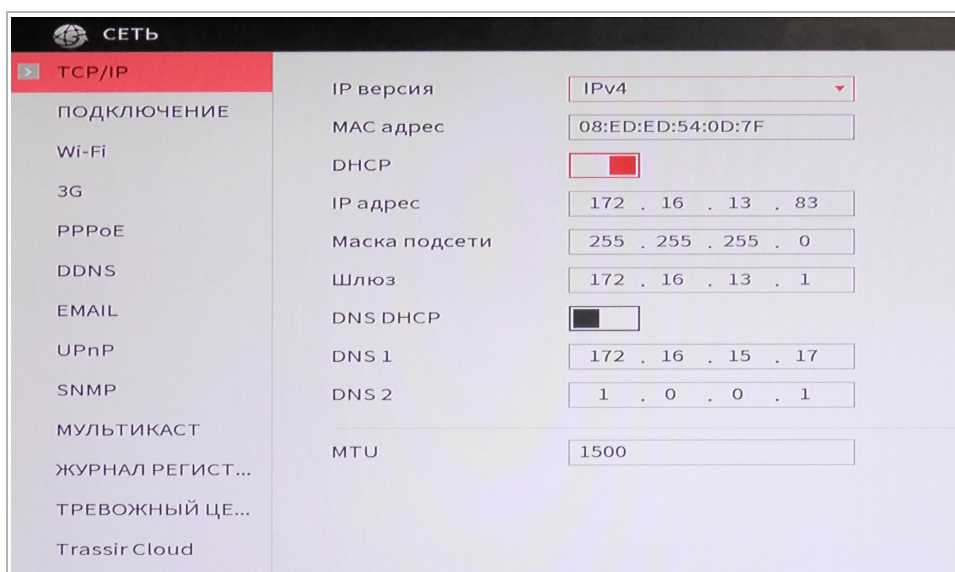 СЕТЬ
TCP/IP
ПОДКЛЮЧЕНИЕ
Wi-Fi
3G
PPPoE
DDNS
EMAIL
UPnP
SNMP
МУЛЬТИКАСТ
ЖУРНАЛ РЕГИСТ...
ТРЕВОЖНЫЙ ЦЕ...
Trassir Cloud
IP версия IPv4
MAC адрес 08:ED:ED:54:0D:7F
DHCP
IP адрес 172 . 16 . 13 . 83
Маска подсети 255 . 255 . 255 . 0
Шлюз 172 . 16 . 13 . 1
DNS DHCP
DNS 1 172 . 16 . 15 . 17
DNS 2 1 . 0 . 0 . 1
MTU 1500